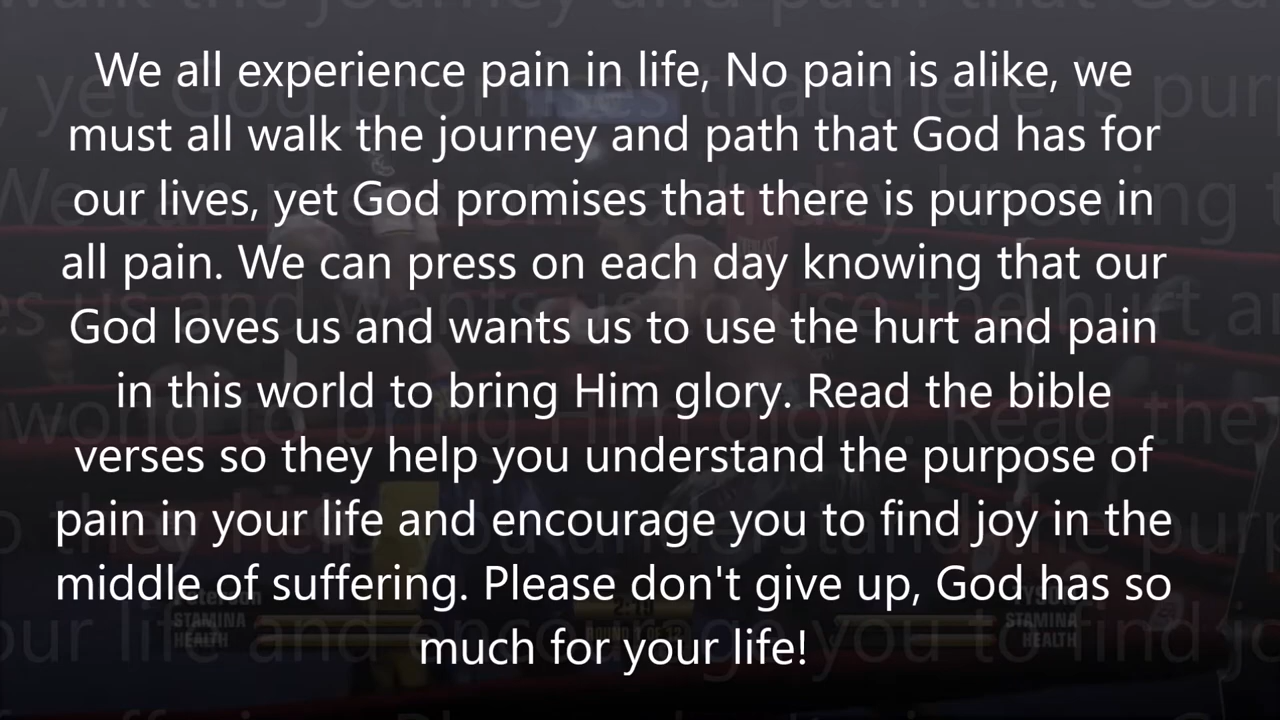 We all experience pain in life, No pain is alike, we
must all walk the journey and path that God has for
our lives, yet God promises that there is purpose in
all pain. We can press on each day knowing that our
God loves us and wants us to use the hurt and pain
in this world to bring Him glory. Read the bible
verses so they help you understand the purpose of
pain in your life and encourage you to find joy in the
middle of suffering. Please don't give up, God has so
much for your life!
STAMINA
HEALTH
TYSON
STAMINA
HEALTH